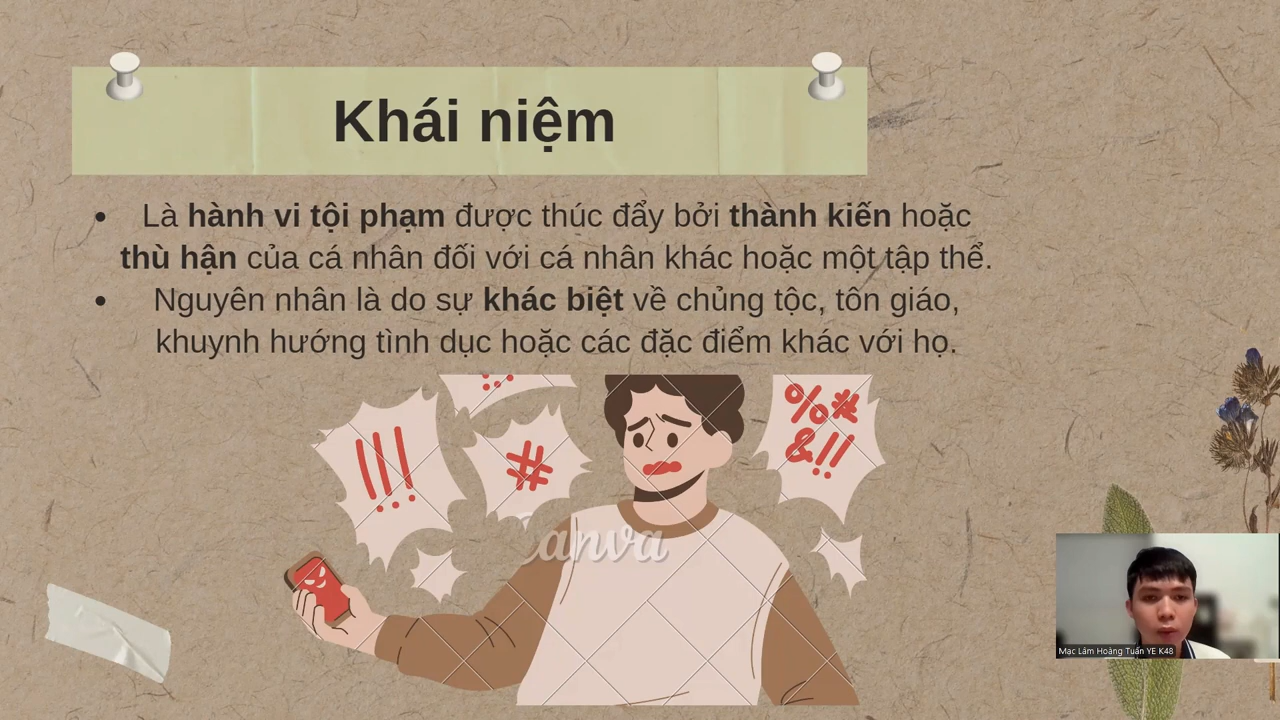 Khái niệm
Là hành vi tội phạm được thúc đẩy bởi thành kiến hoặc
thù hận của cá nhân đối với cá nhân khác hoặc một tập thể.
Nguyên nhân là do sự khác biệt về chủng tộc, tôn giáo,
khuynh hướng tình dục hoặc các đặc điểm khác với họ.
!!!
#
%*
&!!
Canva
Mạc Lâm Hoàng Tuấn YE K48